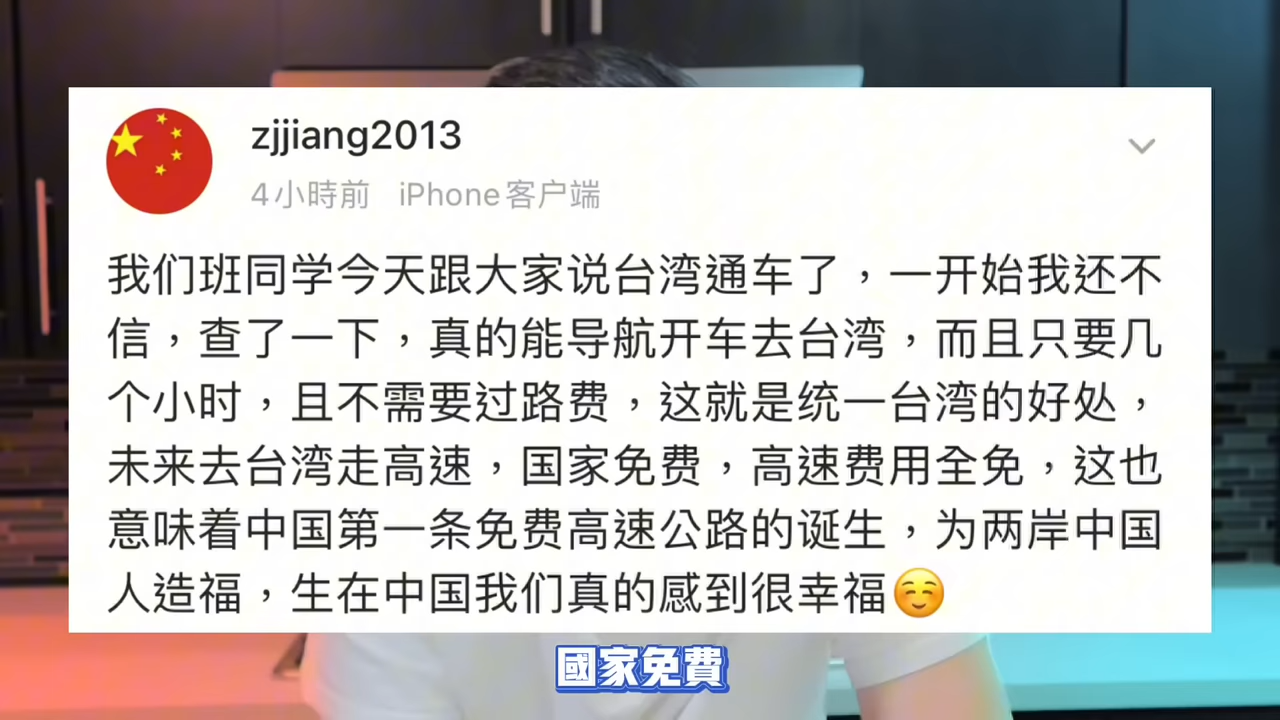 zjjiang2013
4小時前 iPhone客户端
我们班同学今天跟大家说台湾通车了，一开始我还不
信，查了一下，真的能导航开车去台湾，而且只要几
个小时，且不需要过路费，这就是统一台湾的好处，
未来去台湾走高速，国家免费，高速费用全免，这也
意味着中国第一条免费高速公路的诞生，为两岸中国
人造福，生在中国我们真的感到很幸福☺️
國家免費